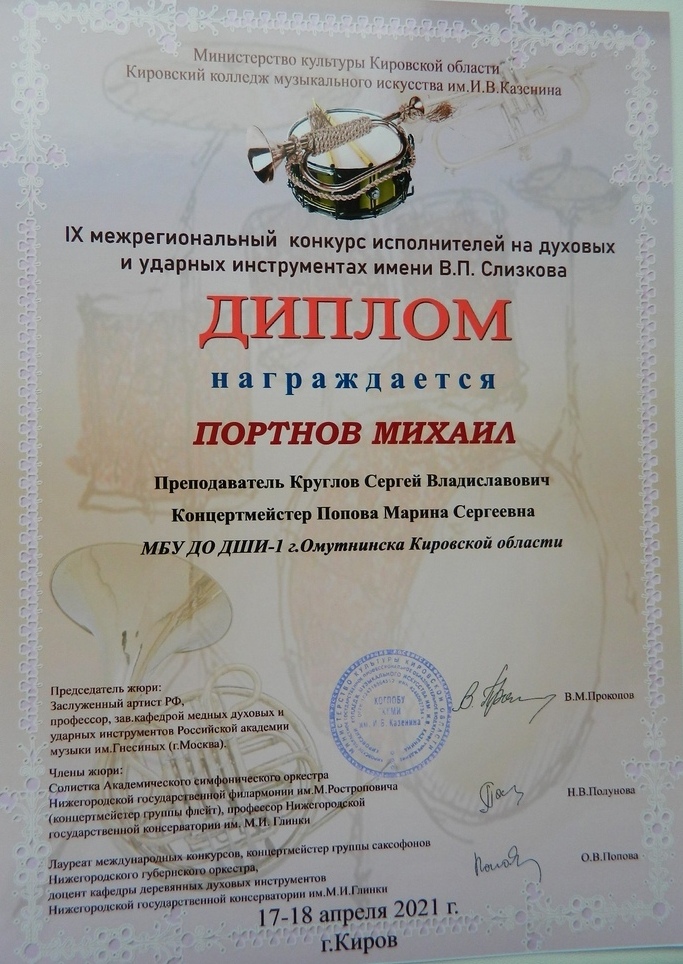 Министерство культуры Кировской области
Кировский колледж музыкального искусства им.И.В.Казенина
IX межрегиональный конкурс исполнителей на духовых
и ударных инструментах имени В.П. Слизкова
ДИПЛОМ
награждается
ПОРТНОВ МИХАИЛ
Преподаватель Круглов Сергей Владиславович
Концертмейстер Попова Марина Сергеевна
МБУ ДО ДШИ-1 г.Омутнинска Кировской области
Председатель жюри:
Заслуженный артист РФ,
профессор, зав.кафедрой медных духовых и
ударных инструментов Российской академии
музыки им.Гнесиных (г.Москва).
В.М.Прокопов
Члены жюри:
Солистка Академического симфонического оркестра
Нижегородской государственной филармонии им.М.Ростроповича
(концертмейстер группы флейт), профессор Нижегородской
государственной консерватории им. М.И. Глинки
Н.В.Полунова
Лауреат международных конкурсов, концертмейстер группы саксофонов
Нижегородского губернского оркестра,
доцент кафедры деревянных духовых инструментов
Нижегородской государственной консерватории им.М.И.Глинки
О.В.Попова
им. И.В. Казенина
17-18 апреля 2021 г.
г.Киров